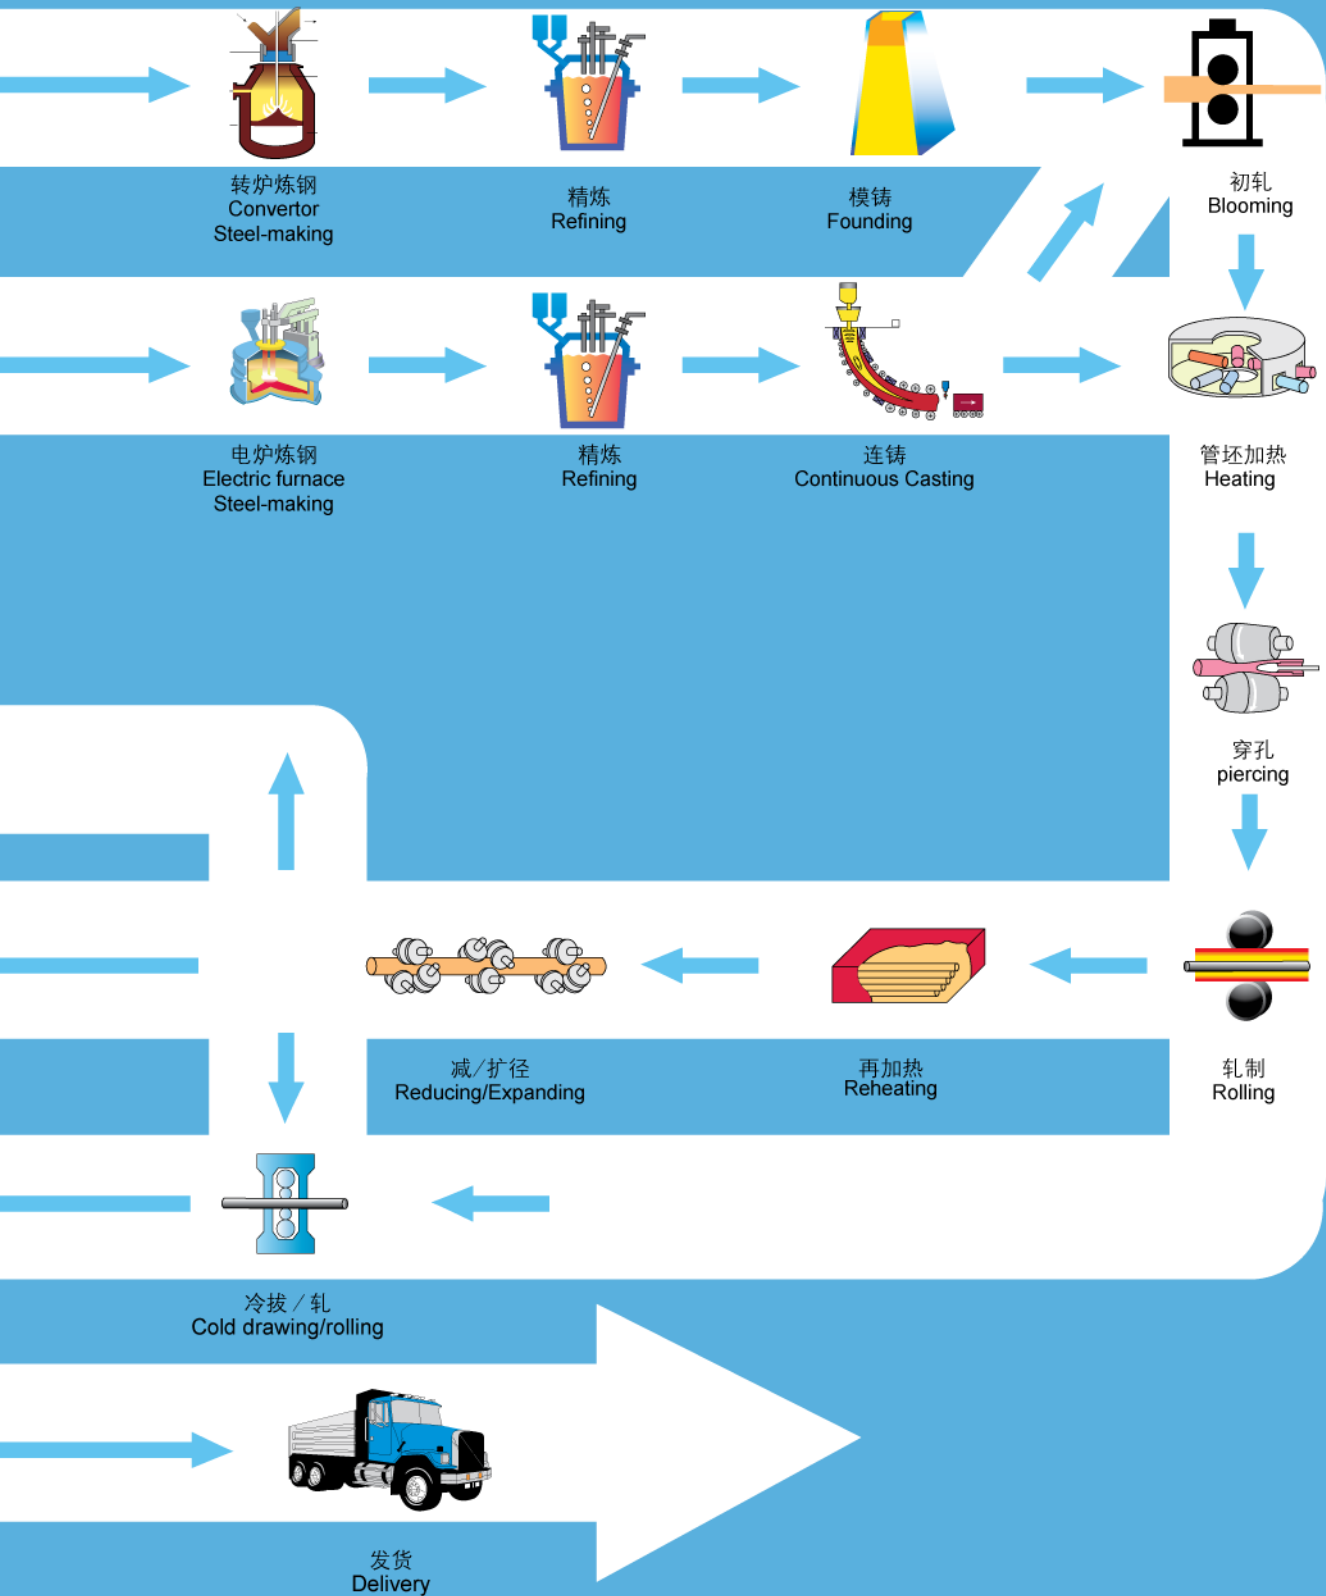 转炉炼钢
Convertor
Steel-making
精炼
Refining
模铸
Founding
初轧
Blooming
电炉炼钢
Electric furnace
Steel-making
精炼
Refining
连铸
Continuous Casting
管坯加热
Heating
穿孔
piercing
减/扩径
Reducing/Expanding
再加热
Reheating
轧制
Rolling
冷拔/轧
Cold drawing/rolling
发货
Delivery